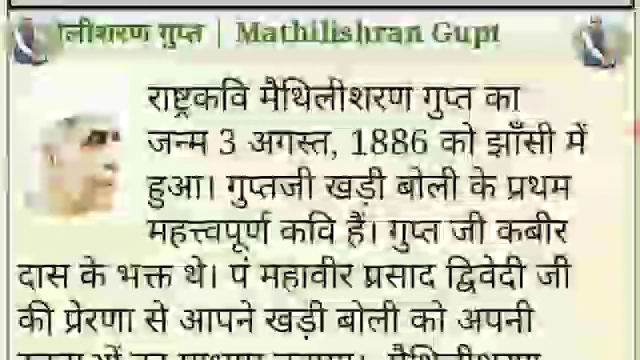 लीशरण गुप्त | Mathilishran Gupt
राष्ट्रकवि मैथिलीशरण गुप्त का
जन्म 3 अगस्त, 1886 को झाँसी में
हुआ। गुप्तजी खड़ी बोली के प्रथम
महत्त्वपूर्ण कवि हैं। गुप्त जी कबीर
दास के भक्त थे। पं महावीर प्रसाद द्विवेदी जी
की प्रेरणा से आपने खड़ी बोली को अपनी